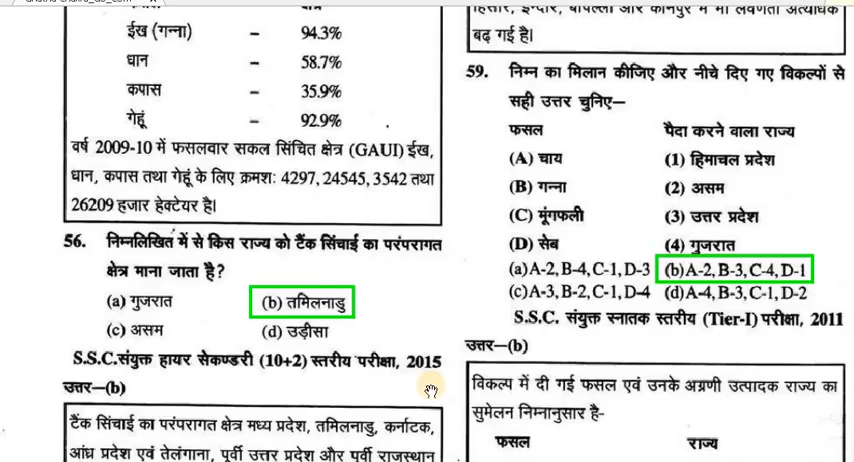 ईख (गन्ना) – 94.3%
धान – 58.7%
कपास – 35.9%
गेहूं – 92.9%
वर्ष 2009-10 में फसलवार सकल सिंचित क्षेत्र (GAUI) ईख,
धान, कपास तथा गेहूं के लिए क्रमशः 4297, 24545, 3542 तथा
26209 हजार हेक्टेयर है।
56. निम्नलिखित में से किस राज्य को टैंक सिंचाई का परंपरागत
क्षेत्र माना जाता है?
(a) गुजरात (b) तमिलनाडु
(c) असम (d) उड़ीसा
S.S.C.संयुक्त हायर सेकण्डरी (10+2) स्तरीय परीक्षा, 2015
उत्तर—(b)
टैंक सिंचाई का परंपरागत क्षेत्र मध्य प्रदेश, तमिलनाडु, कर्नाटक,
आंध्र प्रदेश एवं तेलंगाना, पूर्वी उत्तर प्रदेश और पूर्वी राजस्थान
और कानपुर में भी लवणता अत्यधिक
बढ़ गई है।
59. निम्न का मिलान कीजिए और नीचे दिए गए विकल्पों से
सही उत्तर चुनिए—
फसल पैदा करने वाला राज्य
(A) चाय (1) हिमाचल प्रदेश
(B) गन्ना (2) असम
(C) मूंगफली (3) उत्तर प्रदेश
(D) सेब (4) गुजरात
(a)A-2, B-4, C-1, D-3 (b)A-2, B-3, C-4, D-1
(c)A-3, B-2, C-1, D-4 (d)A-4, B-3, C-1, D-2
S.S.C. संयुक्त स्नातक स्तरीय (Tier-I) परीक्षा, 2011
उत्तर—(b)
विकल्प में दी गई फसल एवं उनके अग्रणी उत्पादक राज्य का
सुमेलन निम्नानुसार है-
फसल राज्य